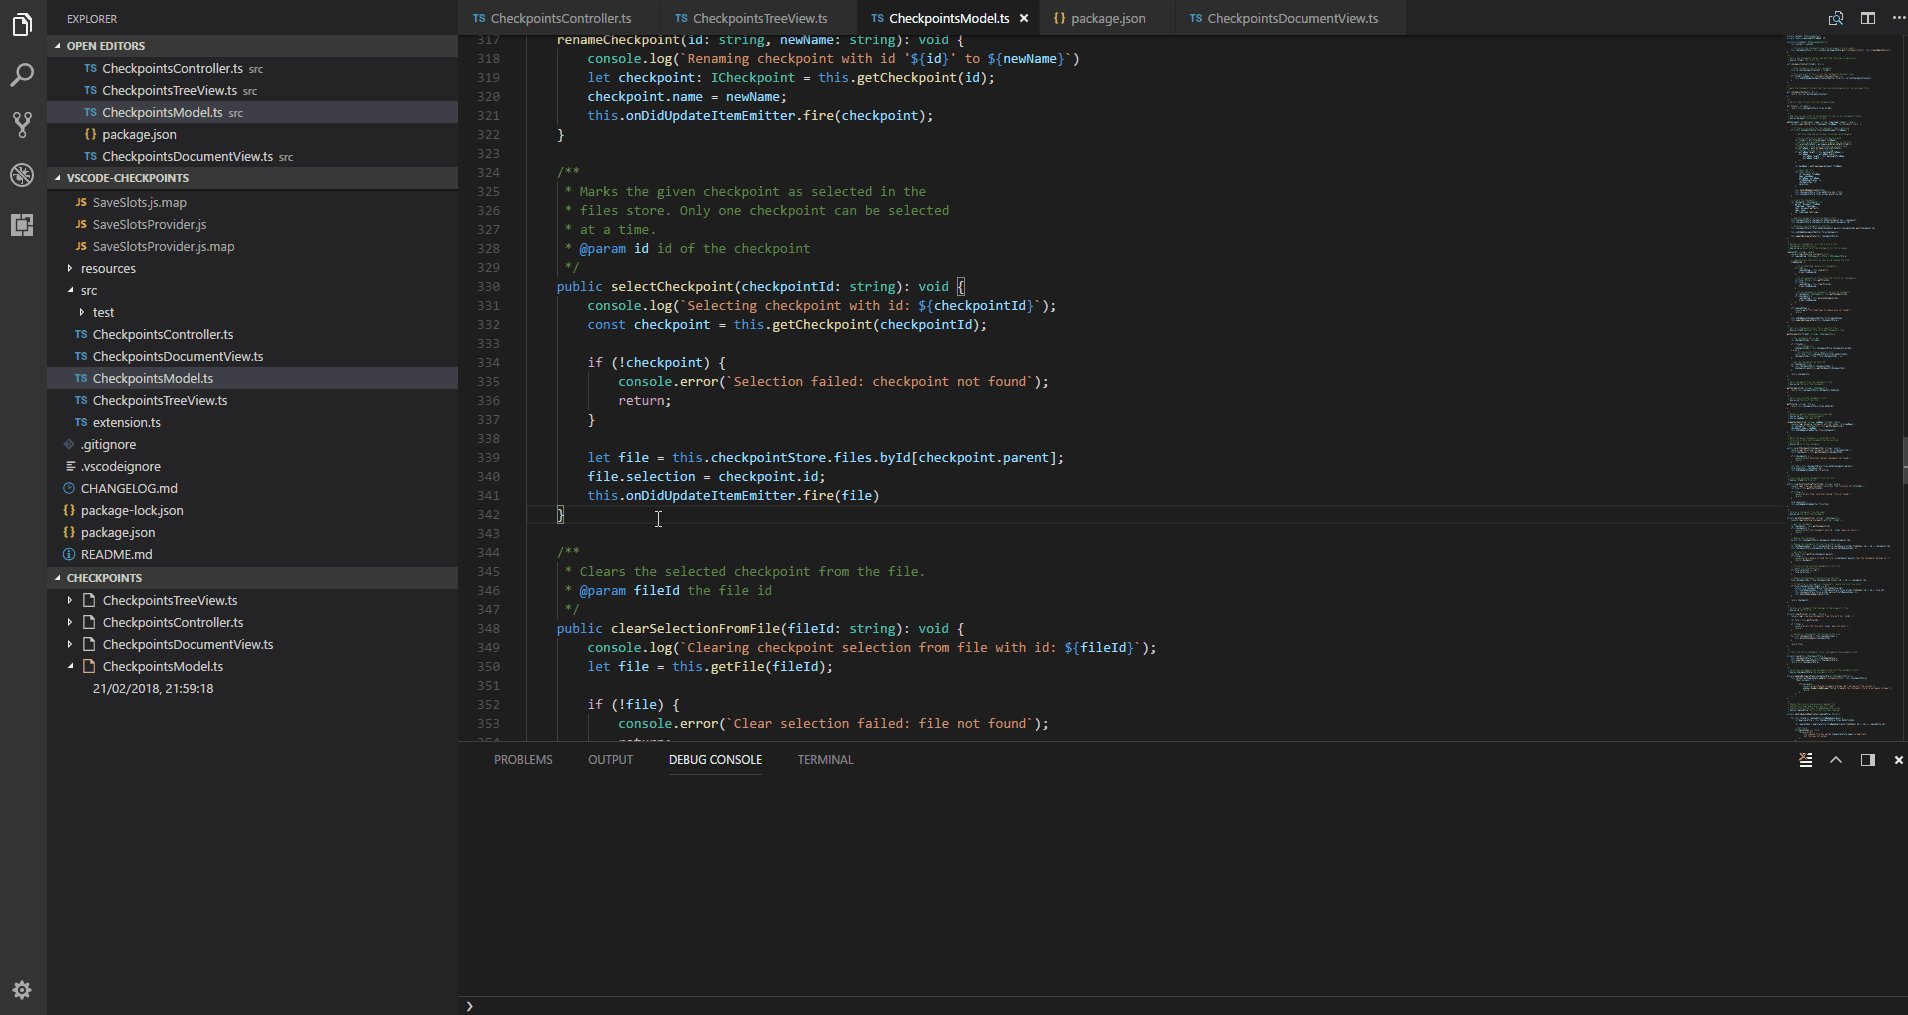 EXPLORER
OPEN EDITORS
TS CheckpointsController.ts src
TS CheckpointsTreeView.ts src
TS CheckpointsModel.ts src
{} package.json
TS CheckpointsDocumentView.ts src
VSCODE-CHECKPOINTS
JS SaveSlots.js.map
JS SaveSlotsProvider.js
JS SaveSlotsProvider.js.map
resources
src
test
TS CheckpointsController.ts
TS CheckpointsDocumentView.ts
TS CheckpointsModel.ts
TS CheckpointsTreeView.ts
TS extension.ts
.gitignore
.vscodeignore
CHANGELOG.md
{} package-lock.json
{} package.json
README.md
CHECKPOINTS
CheckpointsTreeView.ts
CheckpointsController.ts
CheckpointsDocumentView.ts
CheckpointsModel.ts
21/02/2018, 21:59:18
TS CheckpointsController.ts TS CheckpointsTreeView.ts TS CheckpointsModel.ts × {} package.json TS CheckpointsDocumentView.ts
317 renameCheckpoint(id: string, newName: string): void {
318 console.log(`Renaming checkpoint with id '${id}' to ${newName}`)
319 let checkpoint: ICheckpoint = this.getCheckpoint(id);
320 checkpoint.name = newName;
321 this.onDidUpdateItemEmitter.fire(checkpoint);
322 }
323
324 /**
325 * Marks the given checkpoint as selected in the
326 * files store. Only one checkpoint can be selected
327 * at a time.
328 * @param id id of the checkpoint
329 */
330 public selectCheckpoint(checkpointId: string): void {
331 console.log(`Selecting checkpoint with id: ${checkpointId}`);
332 const checkpoint = this.getCheckpoint(checkpointId);
333
334 if (!checkpoint) {
335 console.error(`Selection failed: checkpoint not found`);
336 return;
337 }
338
339 let file = this.checkpointStore.files.byId[checkpoint.parent];
340 file.selection = checkpoint.id;
341 this.onDidUpdateItemEmitter.fire(file)
342 }
343
344 /**
345 * Clears the selected checkpoint from the file.
346 * @param fileId the file id
347 */
348 public clearSelectionFromFile(fileId: string): void {
349 console.log(`Clearing checkpoint selection from file with id: ${fileId}`);
350 let file = this.getFile(fileId);
351
352 if (!file) {
353 console.error(`Clear selection failed: file not found`);
354 return;
PROBLEMS OUTPUT DEBUG CONSOLE TERMINAL